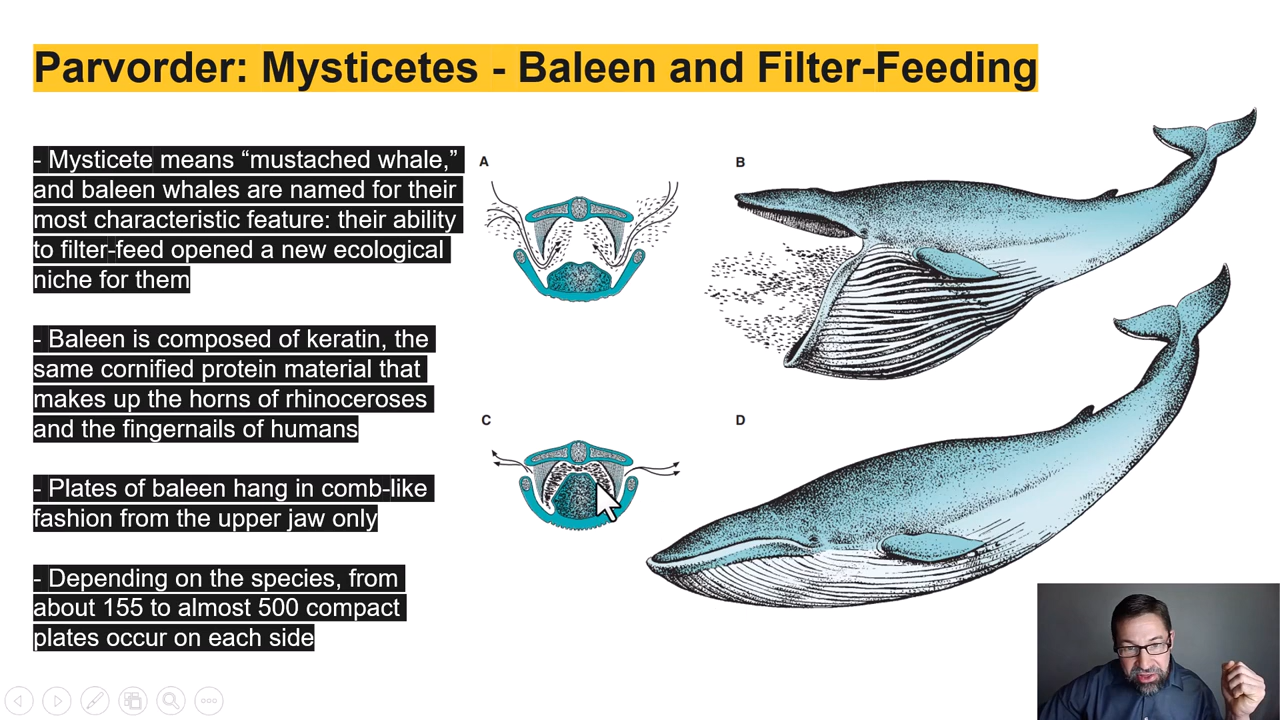 Parvorder: Mysticetes - Baleen and Filter-Feeding
- Mysticete means “mustached whale,”
and baleen whales are named for their
most characteristic feature: their ability
to filter-feed opened a new ecological
niche for them
- Baleen is composed of keratin, the
same cornified protein material that
makes up the horns of rhinoceroses
and the fingernails of humans
- Plates of baleen hang in comb-like
fashion from the upper jaw only
- Depending on the species, from
about 155 to almost 500 compact
plates occur on each side
A
B
C
D